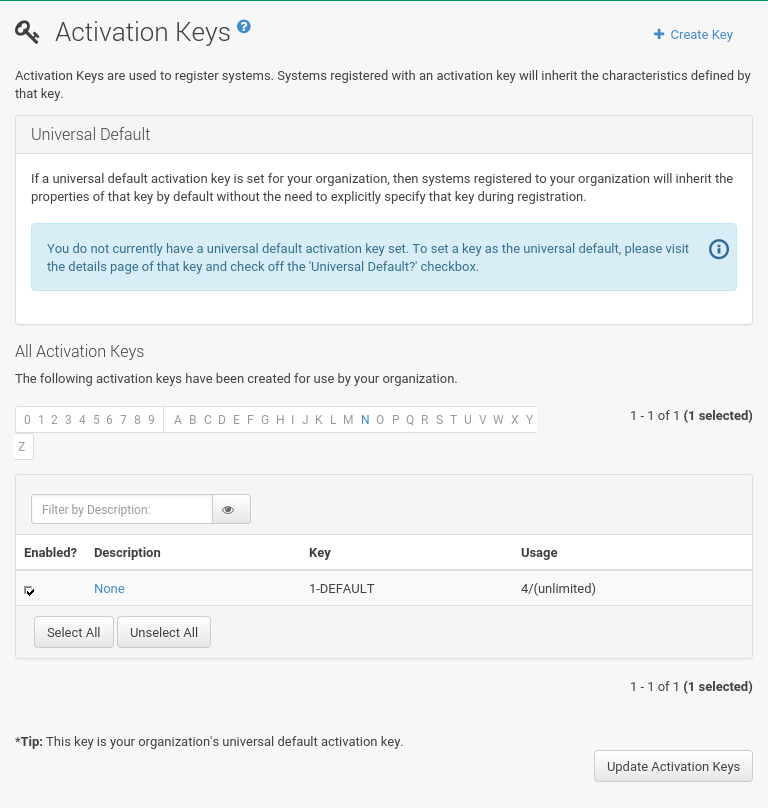 Activation Keys ?
+ Create Key
Activation Keys are used to register systems. Systems registered with an activation key will inherit the characteristics defined by
that key.
Universal Default
If a universal default activation key is set for your organization, then systems registered to your organization will inherit the
properties of that key by default without the need to explicitly specify that key during registration.
You do not currently have a universal default activation key set. To set a key as the universal default, please visit
the details page of that key and check off the 'Universal Default?' checkbox.
All Activation Keys
The following activation keys have been created for use by your organization.
0 1 2 3 4 5 6 7 8 9 A B C D E F G H I J K L M N O P Q R S T U V W X Y
1 - 1 of 1 (1 selected)
Z
Filter by Description:
Enabled? Description Key Usage
None 1-DEFAULT 4/(unlimited)
Select All Unselect All
1 - 1 of 1 (1 selected)
*Tip: This key is your organization's universal default activation key.
Update Activation Keys